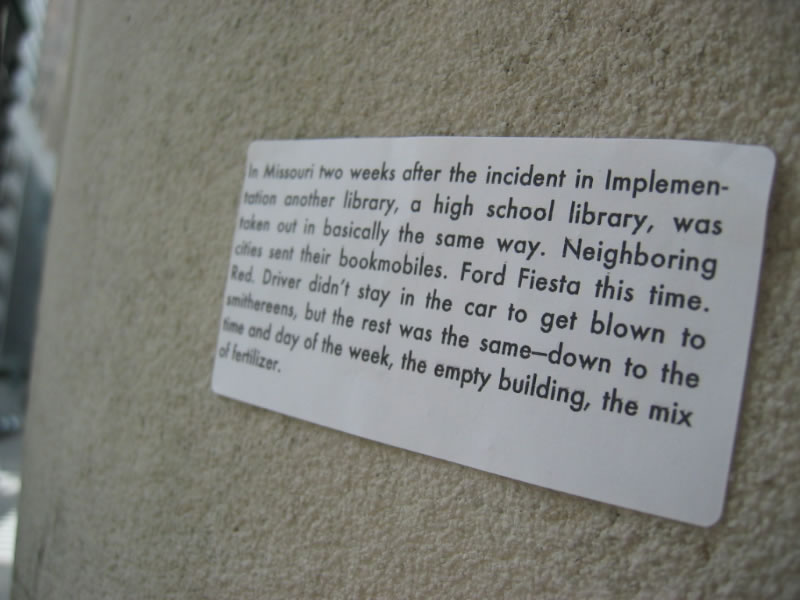 In Missouri two weeks after the incident in Implemen-
tation another library, a high school library, was
taken out in basically the same way. Neighboring
cities sent their bookmobiles. Ford Fiesta this time.
Red. Driver didn't stay in the car to get blown to
smithereens, but the rest was the same—down to the
time and day of the week, the empty building, the mix
of fertilizer.